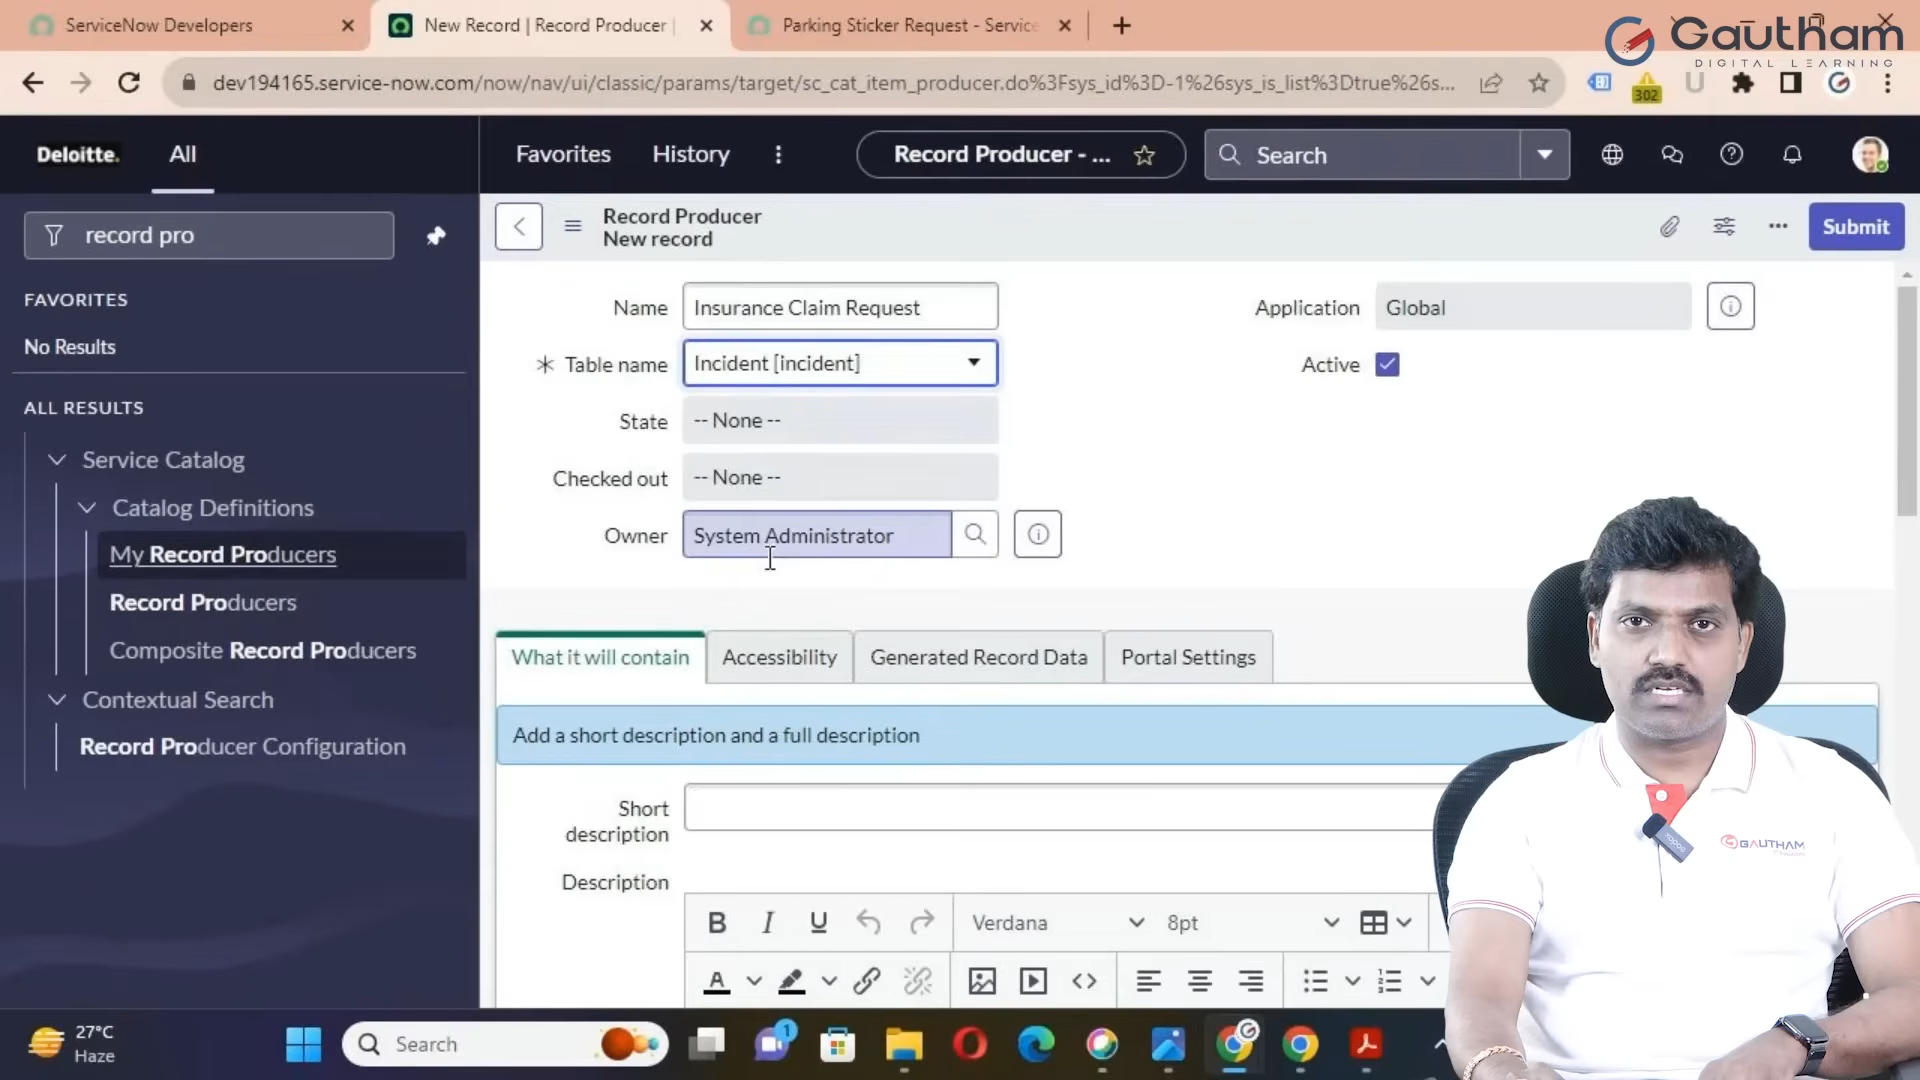 ServiceNow Developers
New Record | Record Producer |
Parking Sticker Request - Service
Gautham
DIGITAL LEARNING
dev194165.service-now.com/now/nav/ui/classic/params/target/sc_cat_item_producer.do%3Fsys_id%3D-1%26sys_is_list%3Dtrue%26s...
302
Deloitte.
All
Favorites
History
Record Producer - ...
Search
record pro
Record Producer
New record
Submit
FAVORITES
No Results
ALL RESULTS
Service Catalog
Catalog Definitions
My Record Producers
Record Producers
Composite Record Producers
Contextual Search
Record Producer Configuration
Name
Insurance Claim Request
Application
Global
* Table name
Incident [incident]
Active
State
-- None --
Checked out
-- None --
Owner
System Administrator
What it will contain
Accessibility
Generated Record Data
Portal Settings
Add a short description and a full description
Short
description
Description
B I U
Verdana
8pt
A
GAUTHAM
27°C
Haze
Search
1